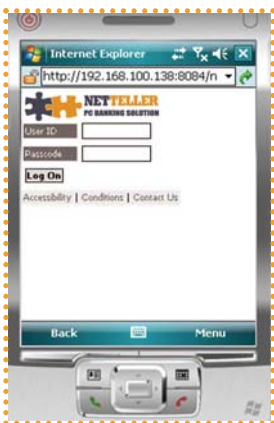 Internet Explorer
http://192.168.100.138:8084/n
NETTELLER
PC BANKING SOLUTION
User ID
Passcode
Log On
Accessibility | Conditions | Contact Us
Back Menu